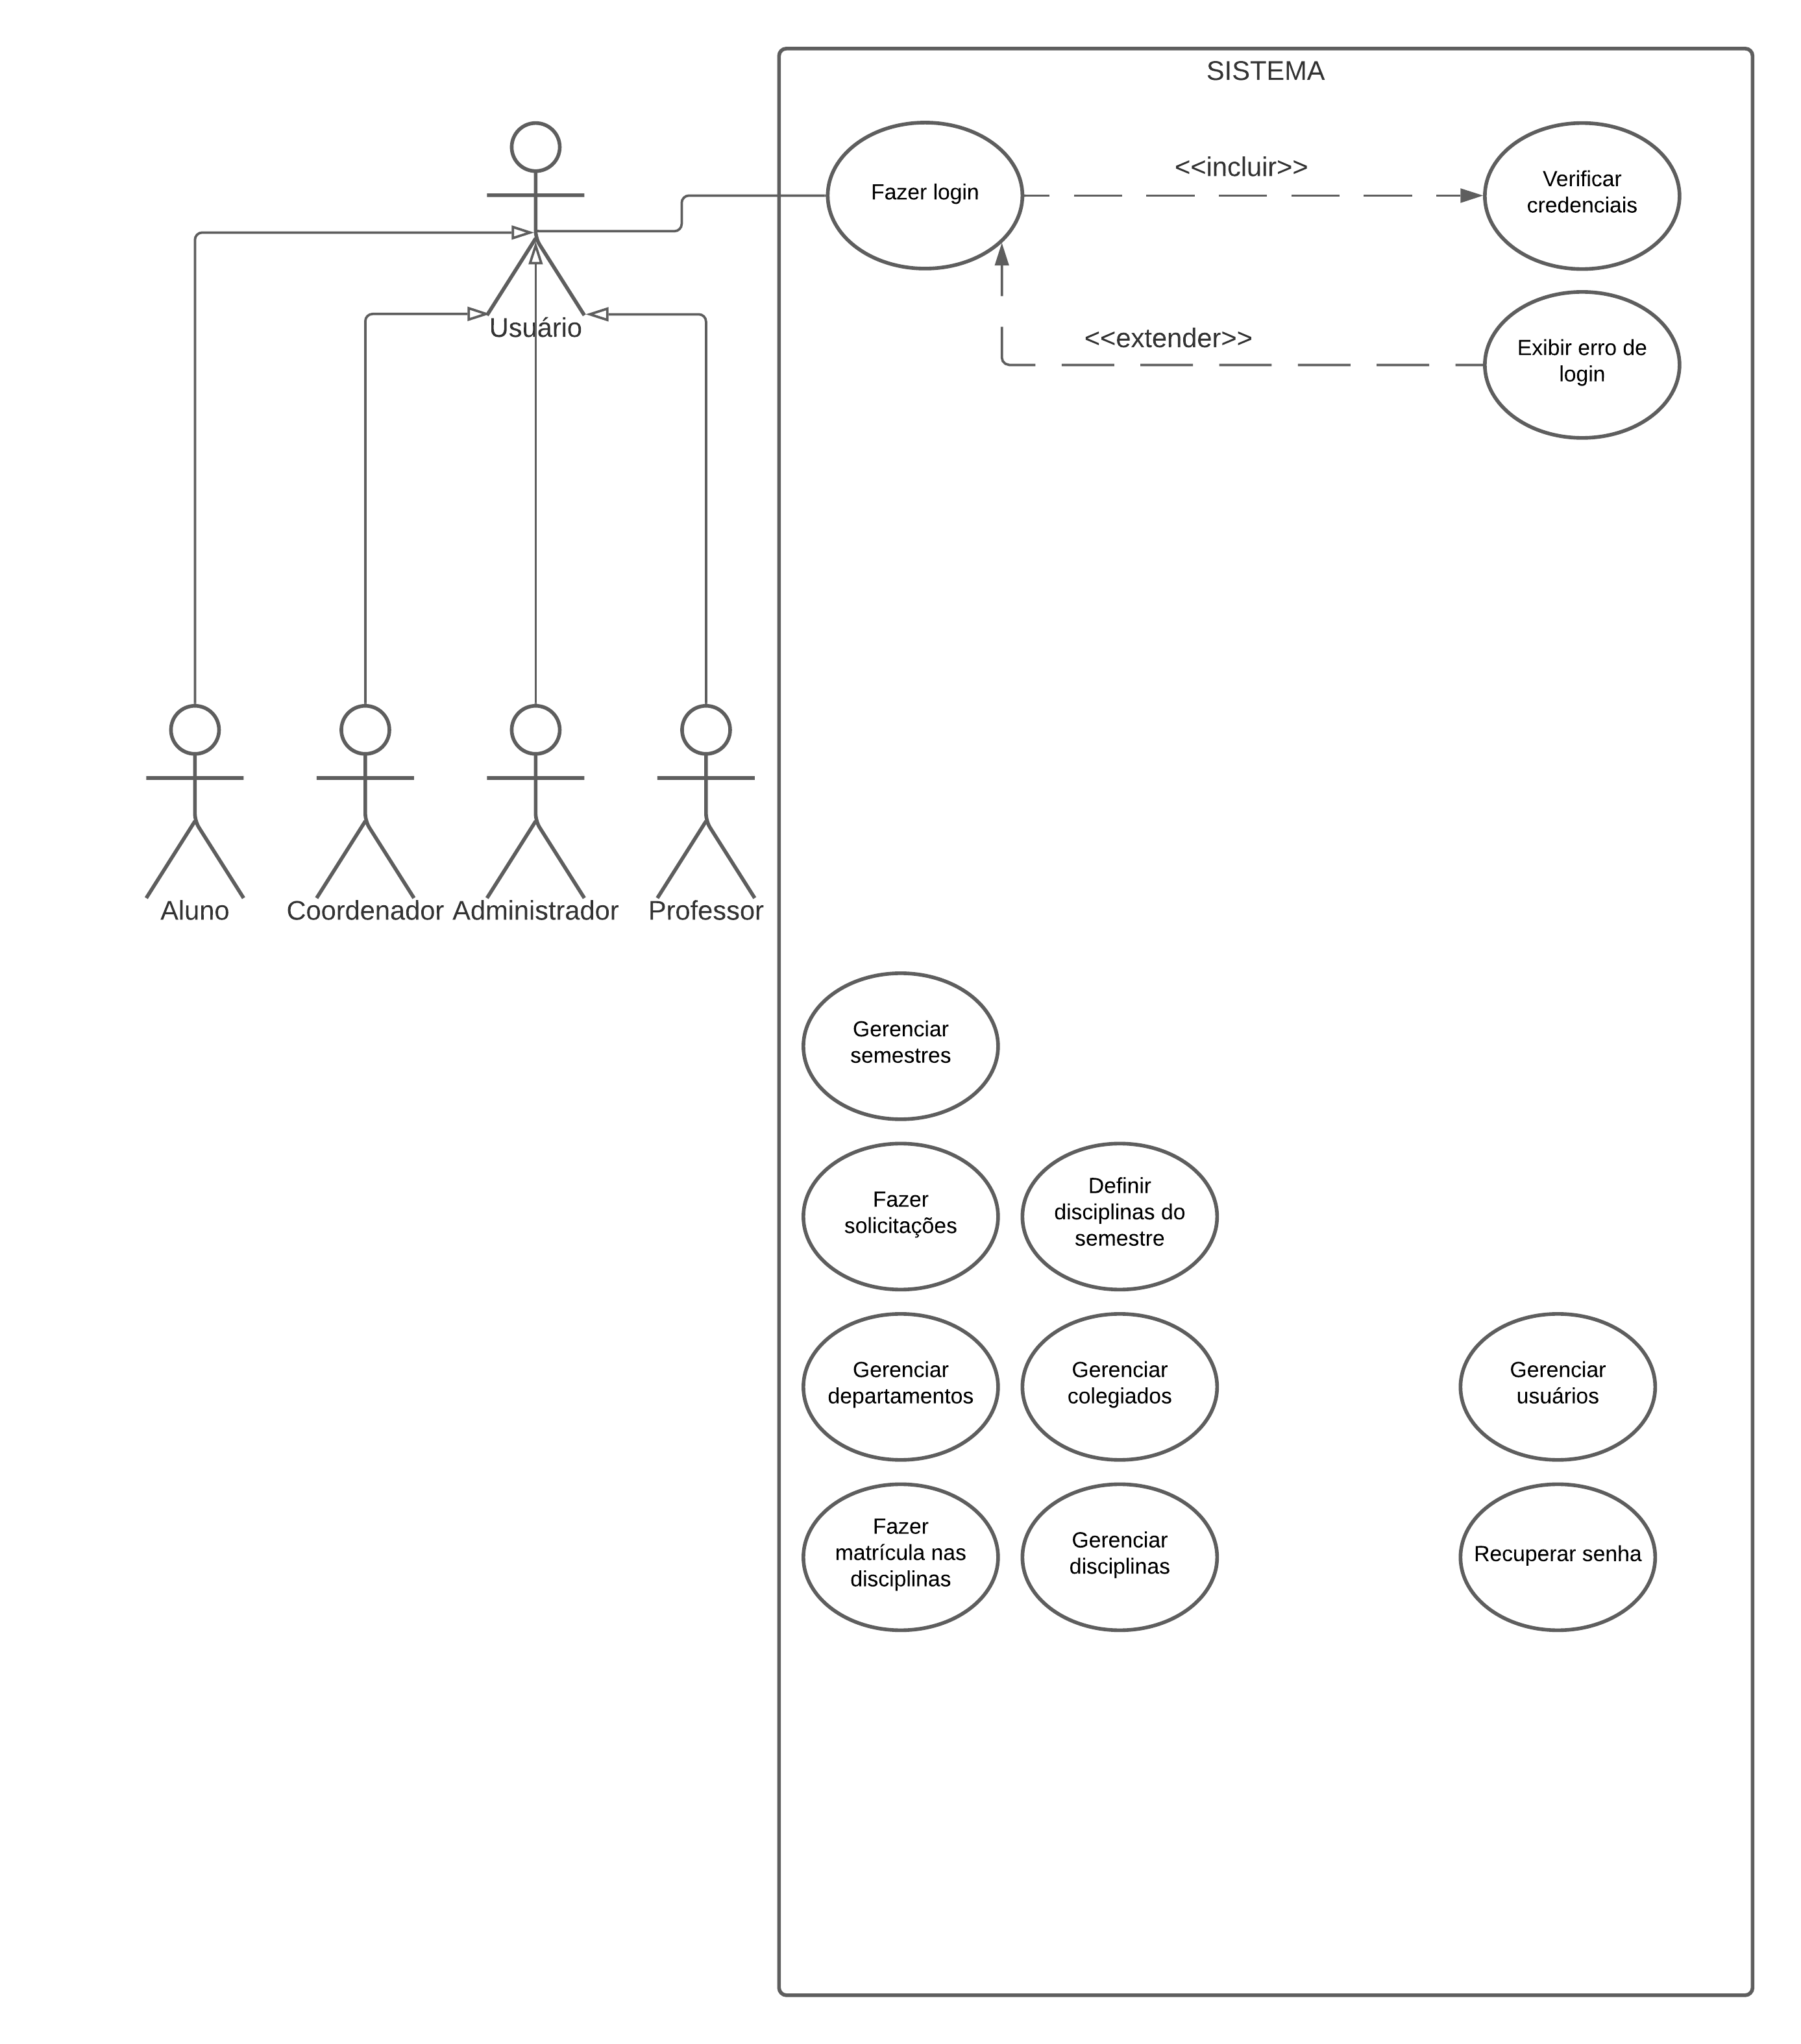 SISTEMA
Fazer login
<<incluir>>
Verificar
credenciais
Usuário
<<extender>>
Exibir erro de
login
Aluno
Coordenador
Administrador
Professor
Gerenciar
semestres
Fazer
solicitações
Definir
disciplinas do
semestre
Gerenciar
departamentos
Gerenciar
colegiados
Gerenciar
usuários
Fazer
matrícula nas
disciplinas
Gerenciar
disciplinas
Recuperar senha